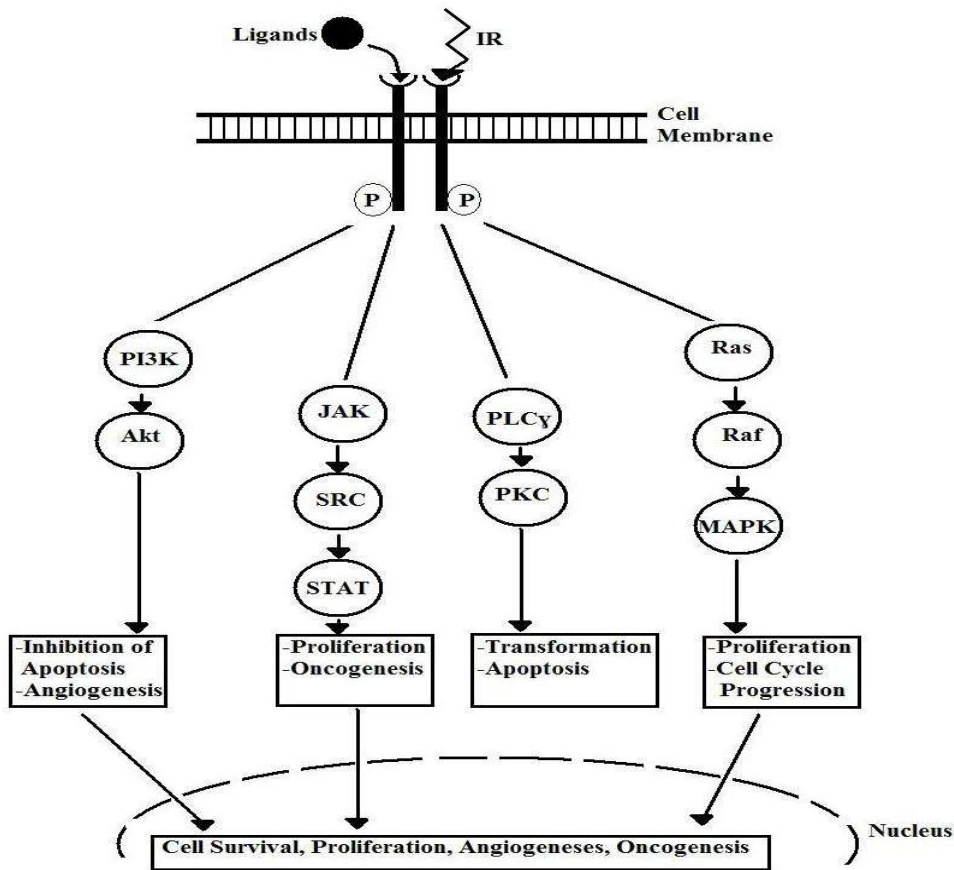 Ligands
IR
Cell
Membrane
P
P
PI3K
Akt
JAK
SRC
STAT
PLCɣ
PKC
Ras
Raf
MAPK
-Inhibition of
Apoptosis
-Angiogenesis
-Proliferation
-Oncogenesis
-Transformation
-Apoptosis
-Proliferation
-Cell Cycle
Progression
Nucleus
Cell Survival, Proliferation, Angiogeneses, Oncogenesis